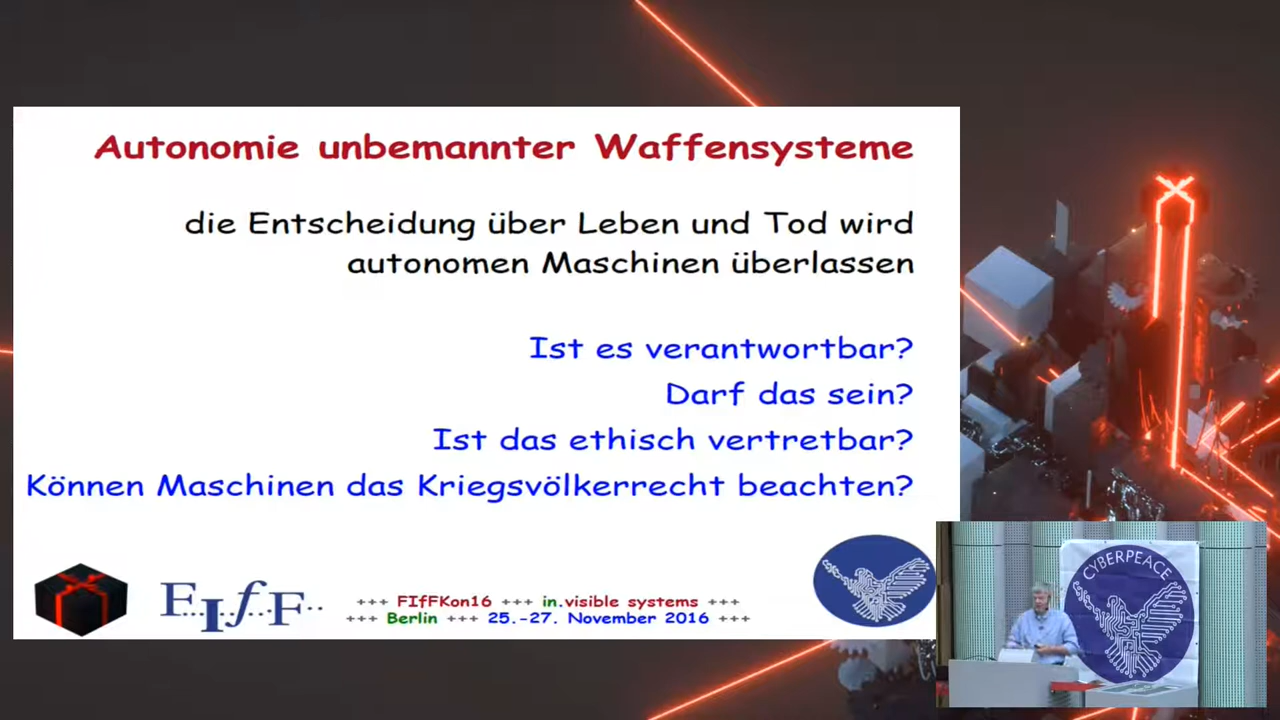 Autonomie unbemannter Waffensysteme
die Entscheidung über Leben und Tod wird
autonomen Maschinen überlassen
Ist es verantwortbar?
Darf das sein?
Ist das ethisch vertretbar?
Können Maschinen das Kriegsvölkerrecht beachten?
F..I..f..F..
+++ FIfFKon16 +++ in.visible systems +++
+++ Berlin +++ 25.-27. November 2016 +++
CYBERPEACE